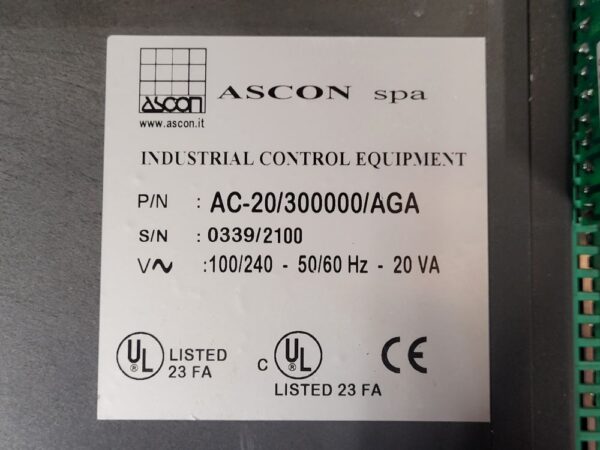 ASCON
www.ascon.it
ASCON spa
INDUSTRIAL CONTROL EQUIPMENT
P/N : AC-20/300000/AGA
S/N : 0339/2100
V∿ :100/240 - 50/60 Hz - 20 VA
UL ® LISTED 23 FA
C UL ® LISTED 23 FA
CE